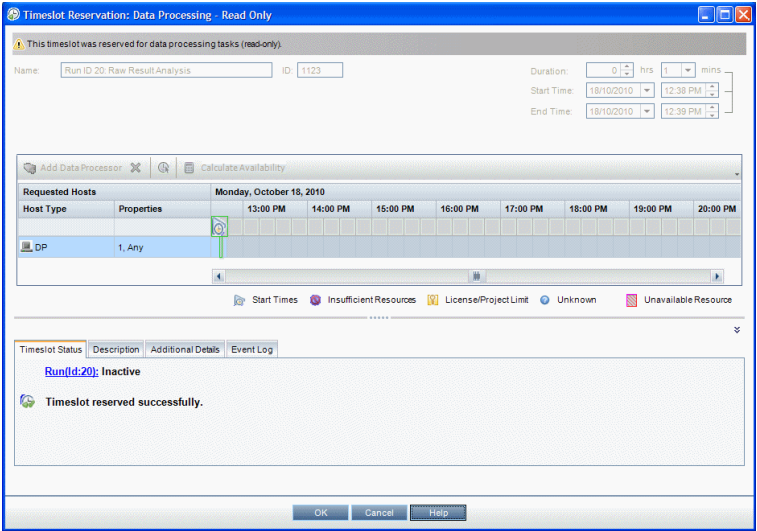 Timeslot Reservation: Data Processing - Read Only
This timeslot was reserved for data processing tasks (read-only).
Name: Run ID 20: Raw Result Analysis ID: 1123 Duration: 0 hrs 1 mins
Start Time: 18/10/2010 12:38 PM
End Time: 18/10/2010 12:39 PM
Add Data Processor Calculate Availability
Requested Hosts Monday, October 18, 2010
Host Type Properties 13:00 PM 14:00 PM 15:00 PM 16:00 PM 17:00 PM 18:00 PM 19:00 PM 20:00 PM
DP 1, Any
Start Times Insufficient Resources License/Project Limit Unknown Unavailable Resource
Timeslot Status Description Additional Details Event Log
Run(Id:20): Inactive
Timeslot reserved successfully.
OK Cancel Help